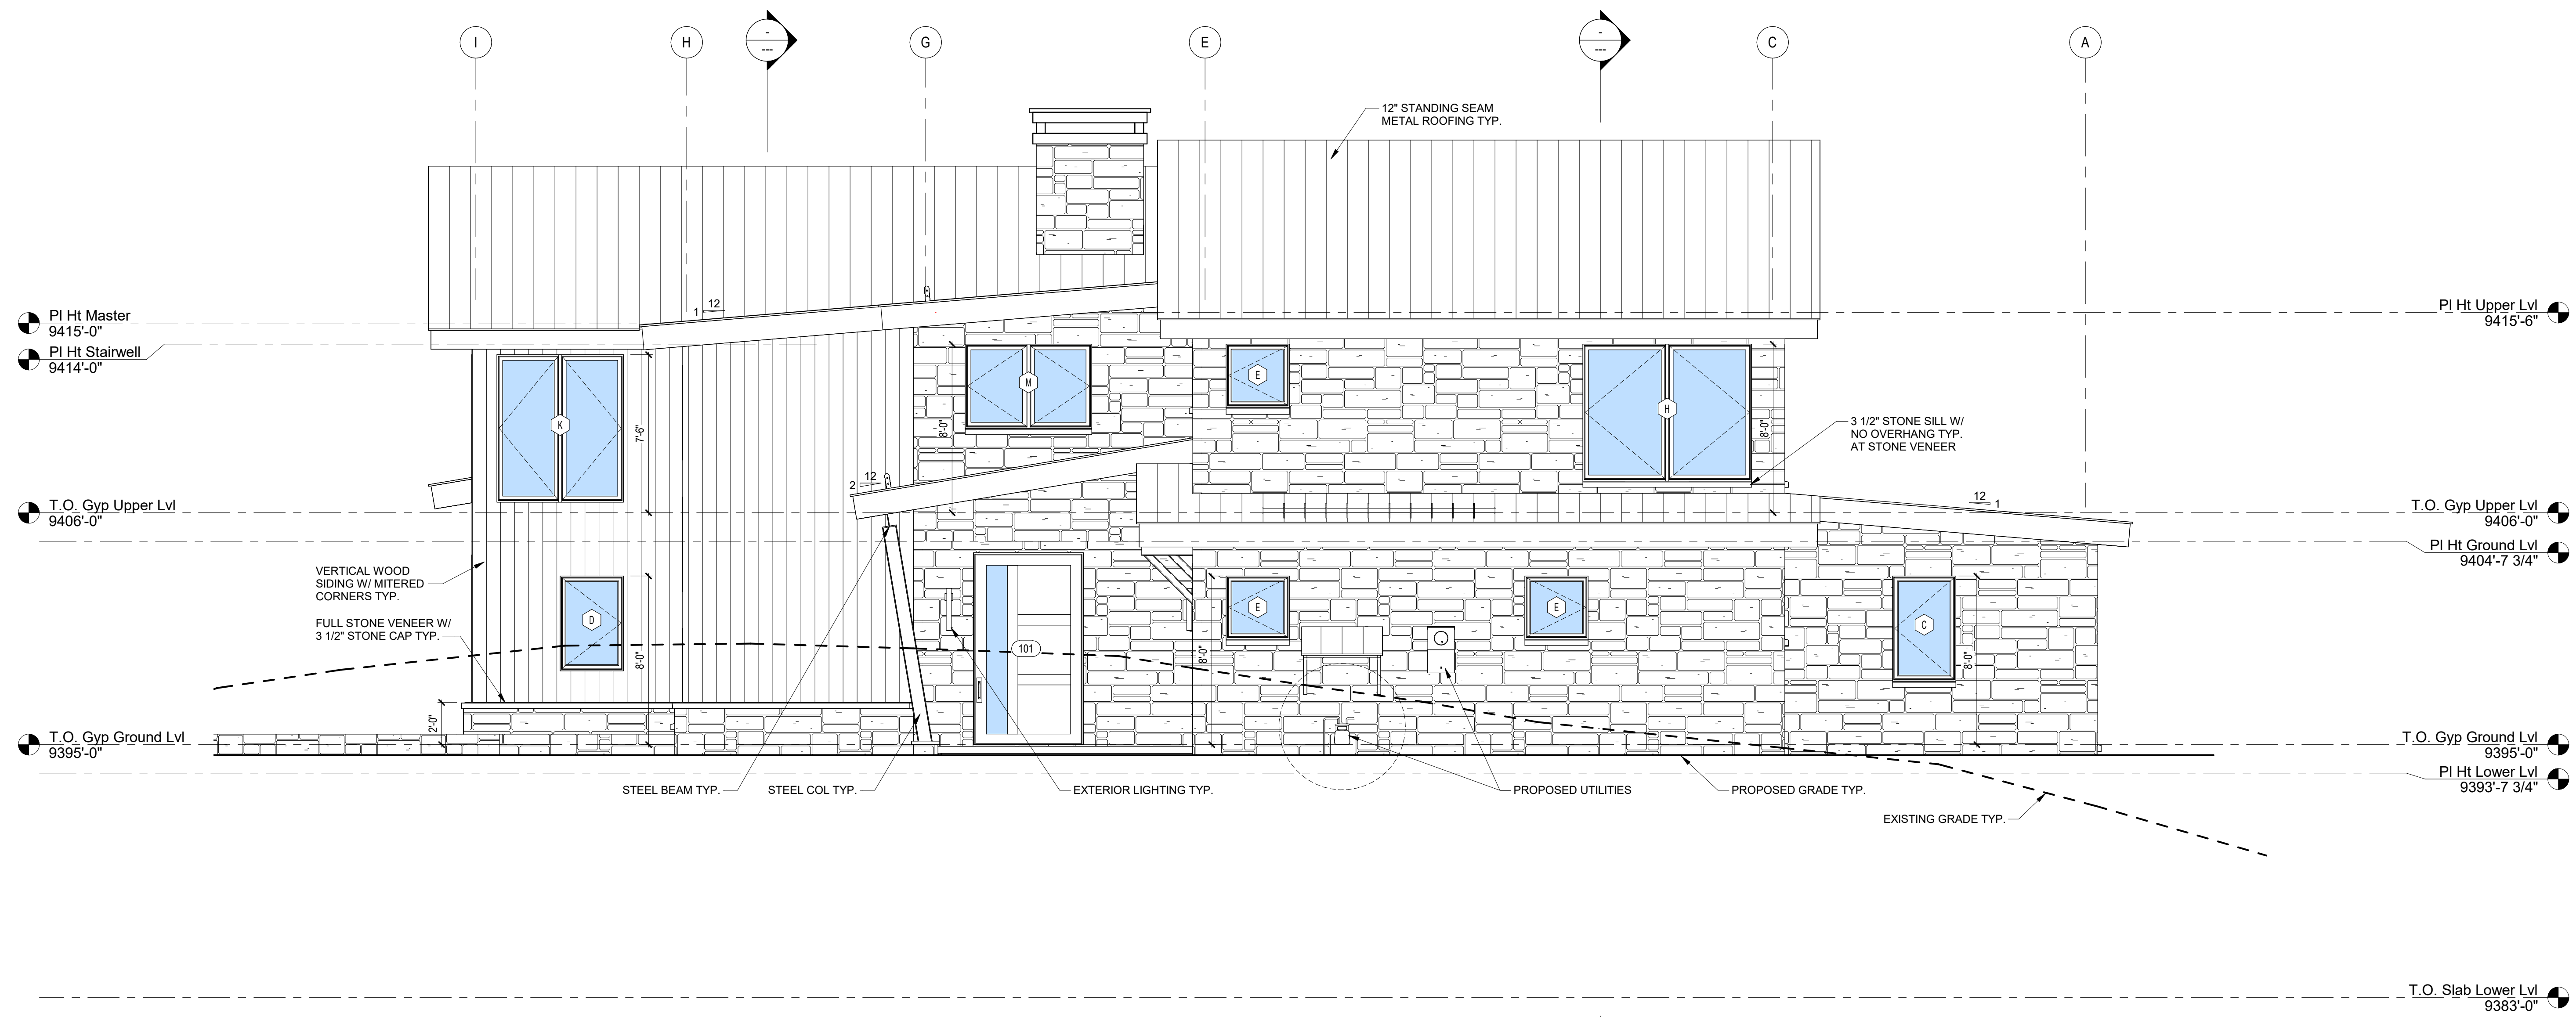 I
H
-
---
G
E
-
---
C
A
12" STANDING SEAM
METAL ROOFING TYP.
12
1
Pl Ht Master
9415'-0"
Pl Ht Stairwell
9414'-0"
Pl Ht Upper Lvl
9415'-6"
K
7'-6"
M
8'-0"
E
H
8'-0"
3 1/2" STONE SILL W/
NO OVERHANG TYP.
AT STONE VENEER
12
2
12
1
T.O. Gyp Upper Lvl
9406'-0"
T.O. Gyp Upper Lvl
9406'-0"
Pl Ht Ground Lvl
9404'-7 3/4"
VERTICAL WOOD
SIDING W/ MITERED
CORNERS TYP.
FULL STONE VENEER W/
3 1/2" STONE CAP TYP.
D
8'-0"
101
8'-0"
E
E
C
8'-0"
2'-0"
T.O. Gyp Ground Lvl
9395'-0"
T.O. Gyp Ground Lvl
9395'-0"
Pl Ht Lower Lvl
9393'-7 3/4"
STEEL BEAM TYP.
STEEL COL TYP.
EXTERIOR LIGHTING TYP.
PROPOSED UTILITIES
PROPOSED GRADE TYP.
EXISTING GRADE TYP.
T.O. Slab Lower Lvl
9383'-0"